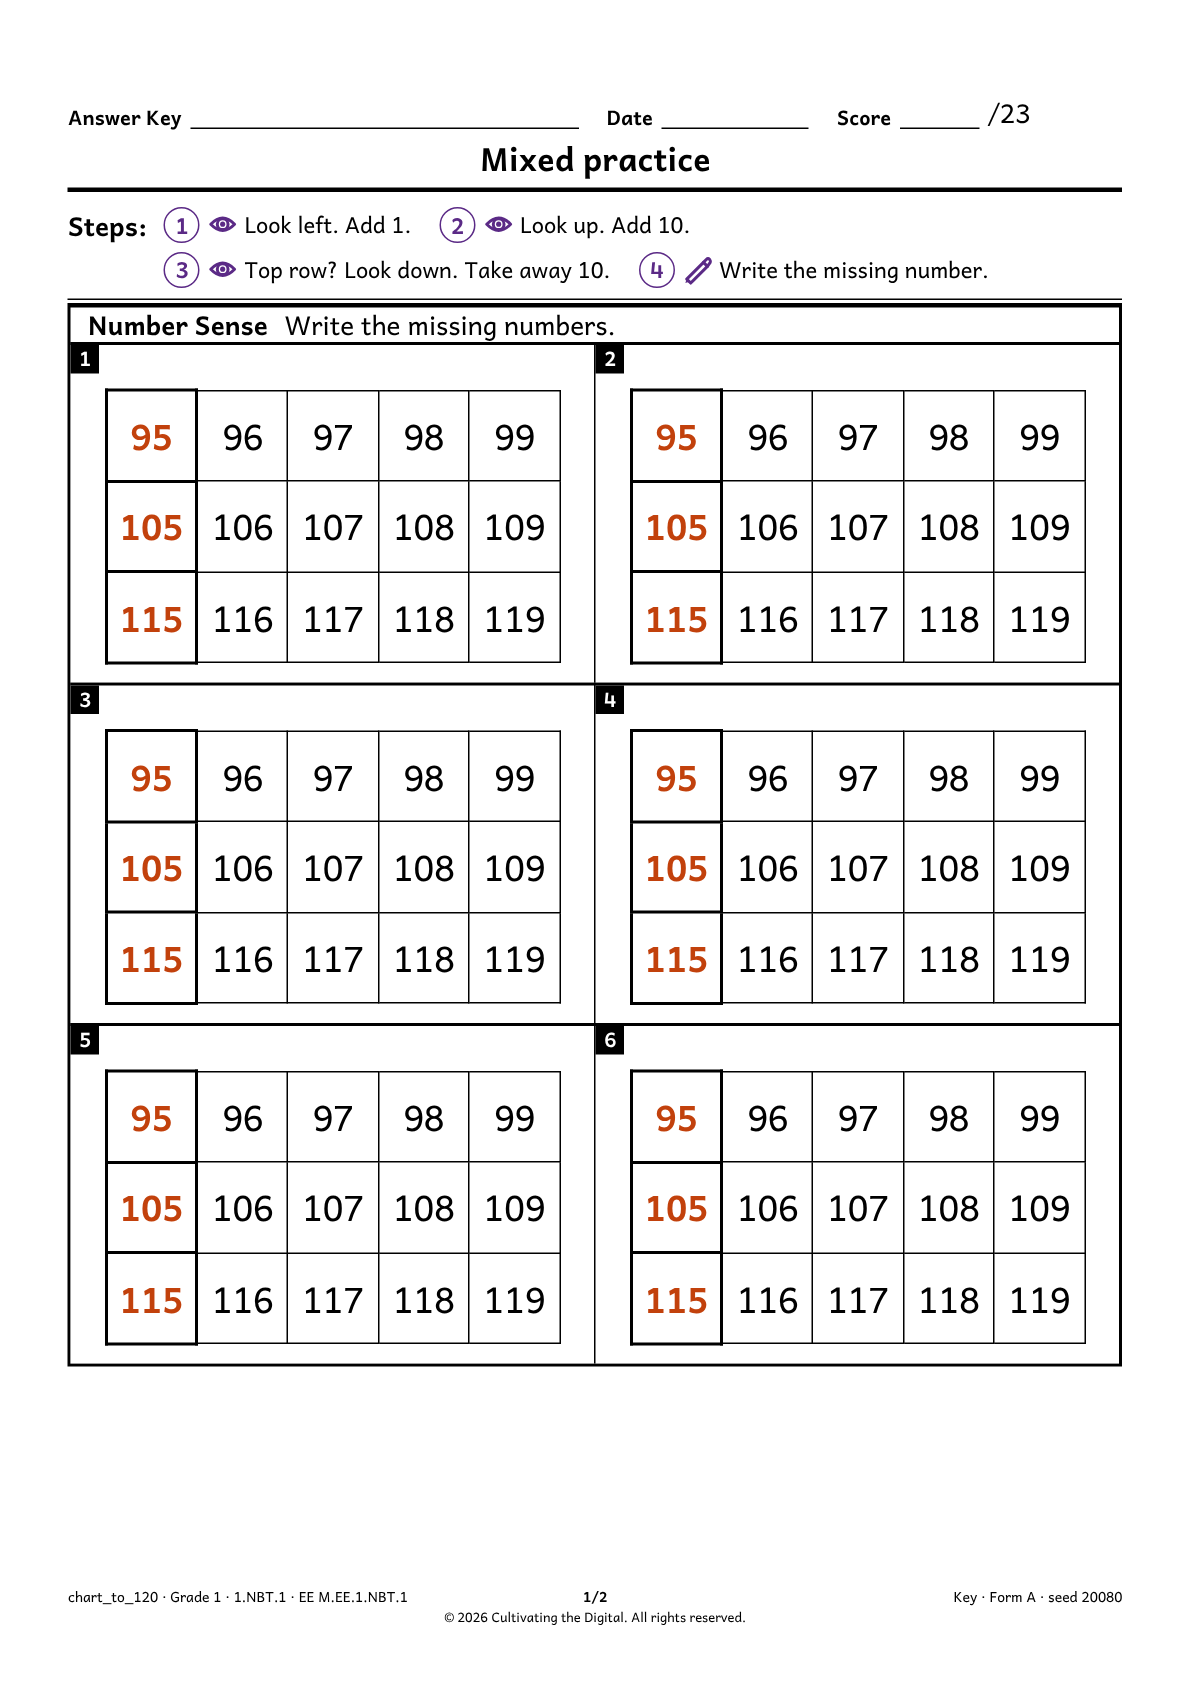 Answer Key Date Score /23
Mixed practice
Steps: 1 Look left. Add 1. 2 Look up. Add 10.
3 Top row? Look down. Take away 10. 4 Write the missing number.
Number Sense Write the missing numbers.
1
95 96 97 98 99
105 106 107 108 109
115 116 117 118 119
2
95 96 97 98 99
105 106 107 108 109
115 116 117 118 119
3
95 96 97 98 99
105 106 107 108 109
115 116 117 118 119
4
95 96 97 98 99
105 106 107 108 109
115 116 117 118 119
5
95 96 97 98 99
105 106 107 108 109
115 116 117 118 119
6
95 96 97 98 99
105 106 107 108 109
115 116 117 118 119
chart_to_120 · Grade 1 · 1.NBT.1 · EE M.EE.1.NBT.1 1/2 Key · Form A · seed 20080
© 2026 Cultivating the Digital. All rights reserved.